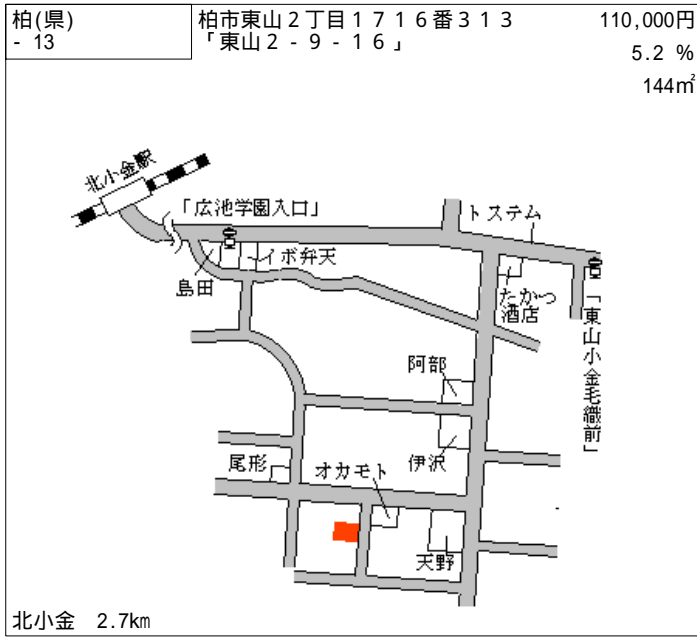 柏(県)
- 13
柏市東山２丁目１７１６番３１３
「東山２-９-１６」
110,000円
5.2 %
144㎡
北小金駅
「広池学園入口」
トステム
イボ弁天
島田
たかつ
酒店
「東山小金毛織前」
阿部
伊沢
尾形
オカモト
天野
北小金 2.7km